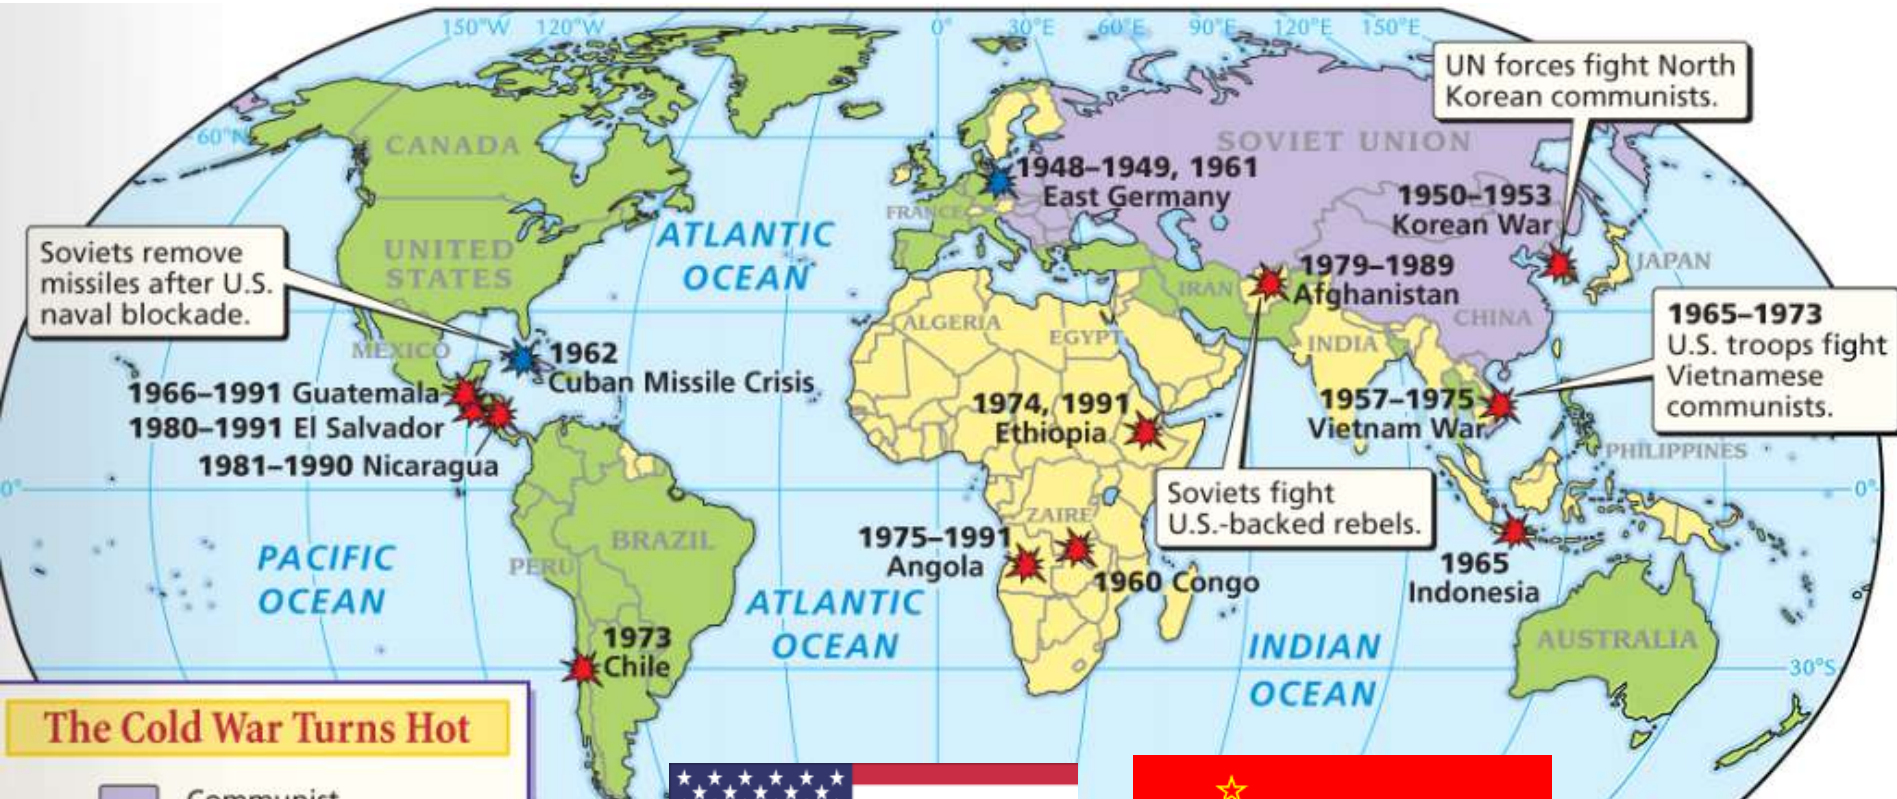 150°W 120°W 0° 30°E 60°E 90°E 120°E 150°E
UN forces fight North
Korean communists.
60°N
CANADA
SOVIET UNION
1948–1949, 1961
East Germany
1950–1953
Korean War
FRANCE
ATLANTIC
OCEAN
UNITED
STATES
Soviets remove
missiles after U.S.
naval blockade.
JAPAN
1979–1989
Afghanistan
IRAN
CHINA
ALGERIA
EGYPT
INDIA
1965–1973
U.S. troops fight
Vietnamese
communists.
MEXICO
1962
Cuban Missile Crisis
1966–1991 Guatemala
1980–1991 El Salvador
1981–1990 Nicaragua
1974, 1991
Ethiopia
1957–1975
Vietnam War
PHILIPPINES
0°
0°
Soviets fight
U.S.-backed rebels.
ZAIRE
BRAZIL
PERU
1975–1991
Angola
1960 Congo
1965
Indonesia
PACIFIC
OCEAN
ATLANTIC
OCEAN
INDIAN
OCEAN
AUSTRALIA
1973
Chile
30°S
The Cold War Turns Hot
Communist